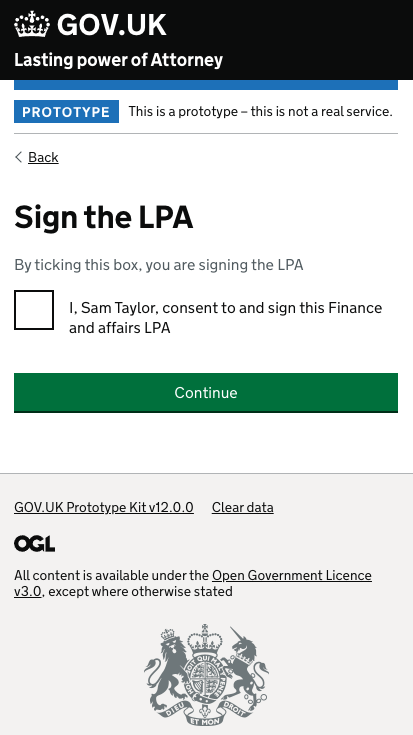 GOV.UK
Lasting power of Attorney
PROTOTYPE This is a prototype – this is not a real service.
Back
Sign the LPA
By ticking this box, you are signing the LPA
I, Sam Taylor, consent to and sign this Finance
and affairs LPA
Continue
GOV.UK Prototype Kit v12.0.0 Clear data
OGL
All content is available under the Open Government Licence
v3.0, except where otherwise stated
DIEU ET MON DROIT